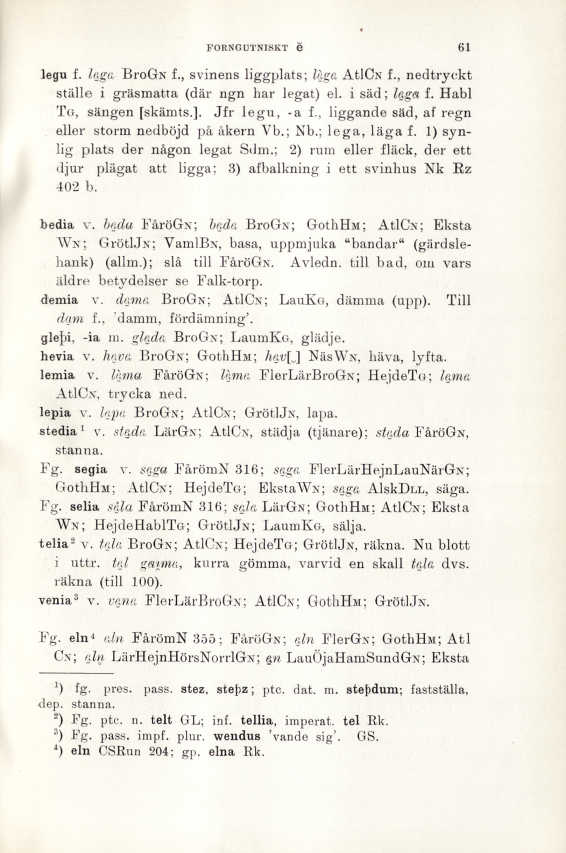 FORNGUTNISKT ë 61
legu f. lęga BroGN f., svinens liggplats; lęga AtlCN f., nedtryckt
ställe i gräsmatta (där ngn har legat) el. i säd; lęga f. Habl
TG, sängen [skämts.]. Jfr legu, -a f., liggande säd, af regn
eller storm nedböjd på åkern Vb.; Nb.; lega, läga f. 1) syn-
lig plats der någon legat Sdm.; 2) rum eller fläck, der ett
djur plägat att ligga; 3) afbalkning i ett svinhus Nk Rz
402 b.
bedia v. będa FåröGN; będa BroGN; GothHM; AtlCN; Eksta
WN; GrötlJN; VamlBN, basa, uppmjuka “bandar“ (gärdsle-
hank) (allm.); slå till FåröGN. Avledn. till bad, om vars
äldre betydelser se Falk-torp.
demia v. dęma BroGN; AtlCN; LauKG, dämma (upp). Till
dąm f., ’damm, fördämning’.
gleþi, -ia m. ględa BroGN; LaumKG, glädje.
hevia v. hęva BroGN; GothHM; hęv[.] NäsWN, häva, lyfta.
lemia v. lęma FåröGN; lęma FlerLärBroGN; HejdeTG; lęma
AtlCN, trycka ned.
lepia v. lępa BroGN; AtlCN; GrötlJN, lapa.
stedia¹ v. stęda LärGN; AtlCN, städja (tjänare); stęda FåröGN,
stanna.
Fg. segia v. sęga FårömN 316; sęga FlerLärHejnLauNärGN;
GothHM; AtlCN; HejdeTG; EkstaWN; sęga AlskDLL, säga.
Fg. selia sęla FårömN 316; sęla LärGN; GothHM; AtlCN; Eksta
WN; HejdeHablTG; GrötlJN; LaumKG, sälja.
telia² v. tęla BroGN; AtlCN; HejdeTG; GrötlJN, räkna. Nu blott
i uttr. tęl, kurra gömma, varvid en skall tęla dvs.
räkna (till 100).
venia³ v. vęna FlerLärBroGN; AtlCN; GothHM; GrötlJN.
Fg. eln⁴ ęln FårömN 355; FåröGN; ęln FlerGN; GothHM; Atl
CN; ęln LärHejnHörsNorrlGN; ęn LauÖjaHamSundGN; Eksta
¹) fg. pres. pass. stez, steþz; ptc. dat. m. steþdum; fastställa,
dep. stanna.
²) Fg. ptc. n. telt GL; inf. tellia, imperat. tel Rk.
³) Fg. pass. impf. plur. wendus ’vande sig’. GS.
⁴) eln CSRun 204; gp. elna Rk.